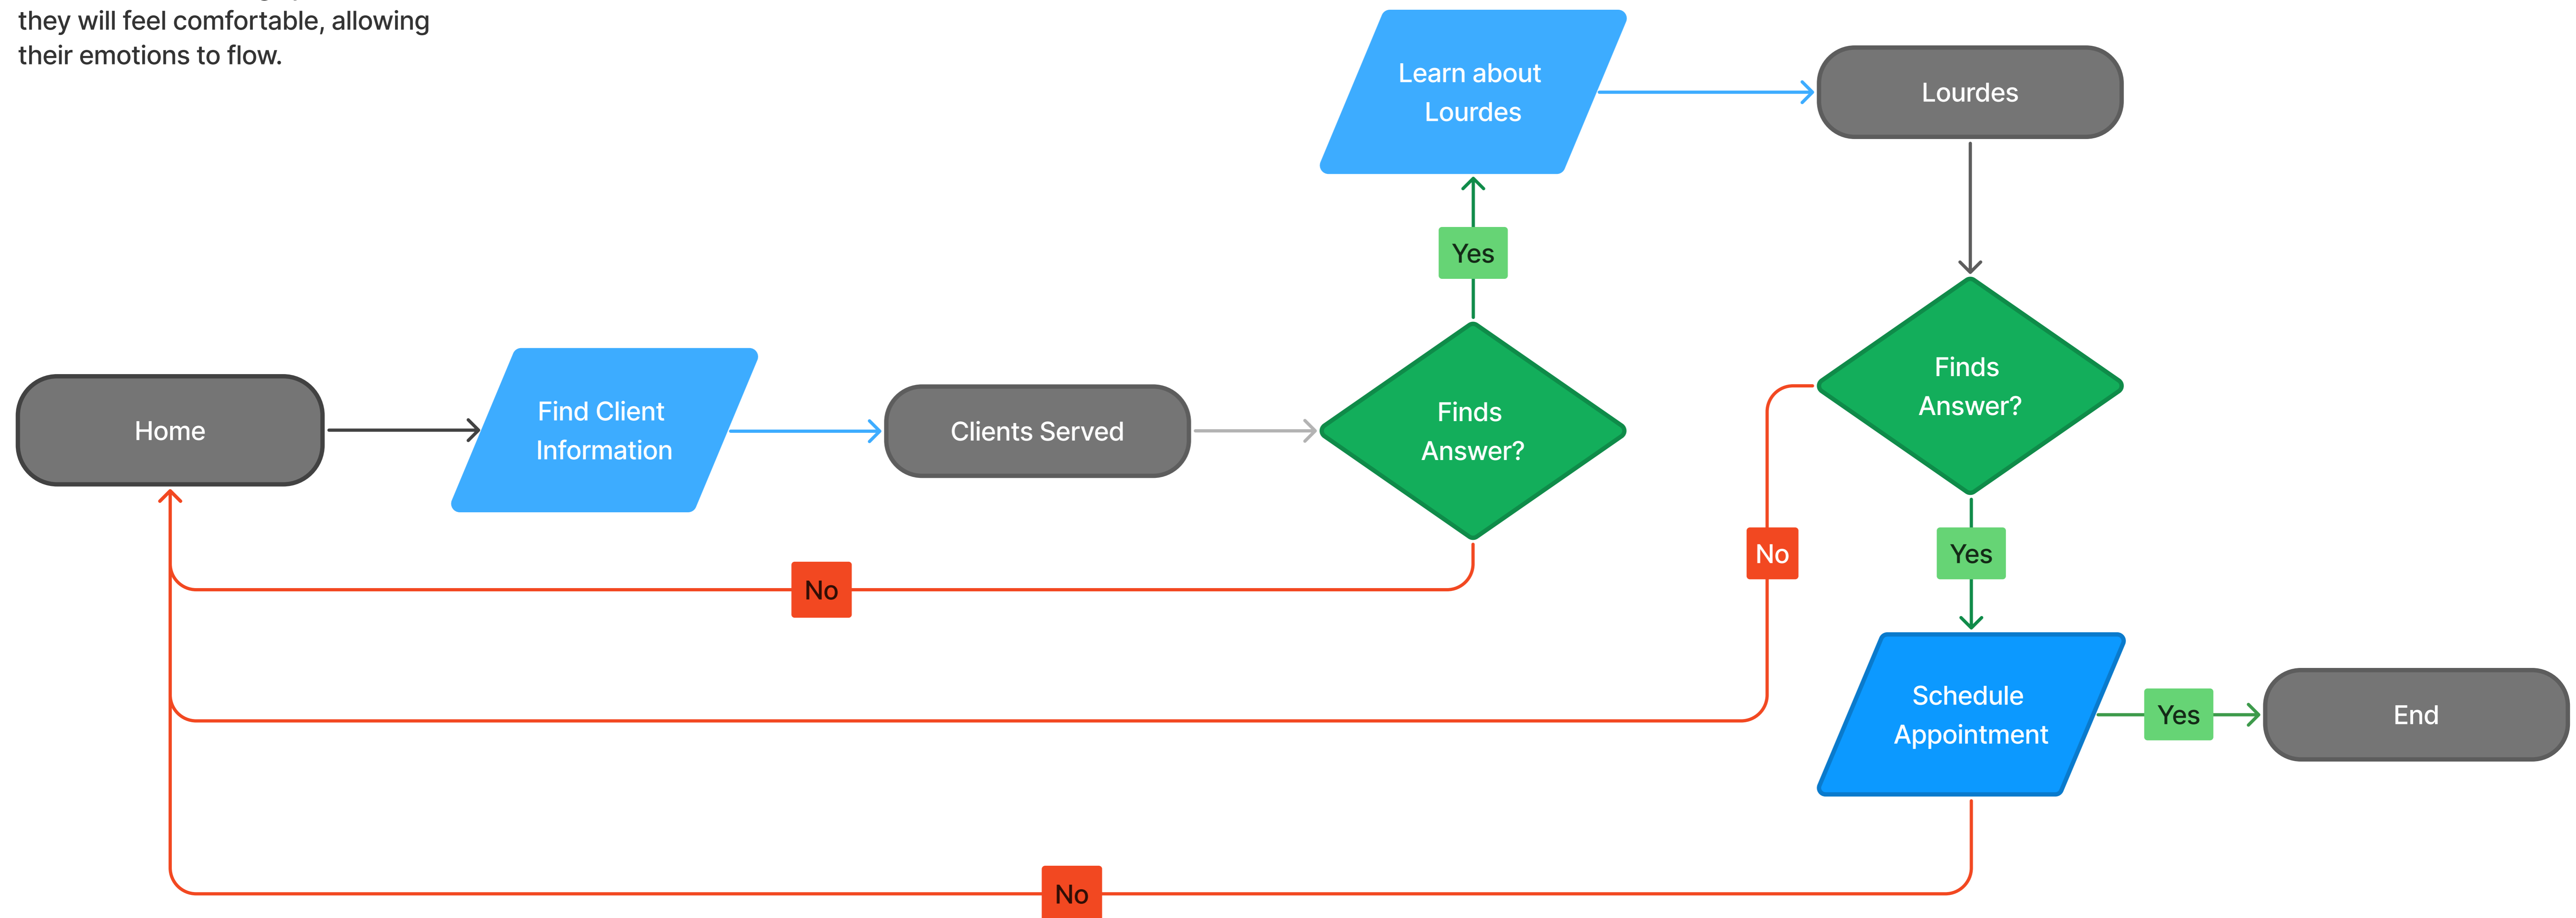 they will feel comfortable, allowing
their emotions to flow.
Learn about
Lourdes
Lourdes
Yes
Finds
Answer?
Home
Find Client
Information
Clients Served
Finds
Answer?
No
Yes
No
Schedule
Appointment
Yes
End
No